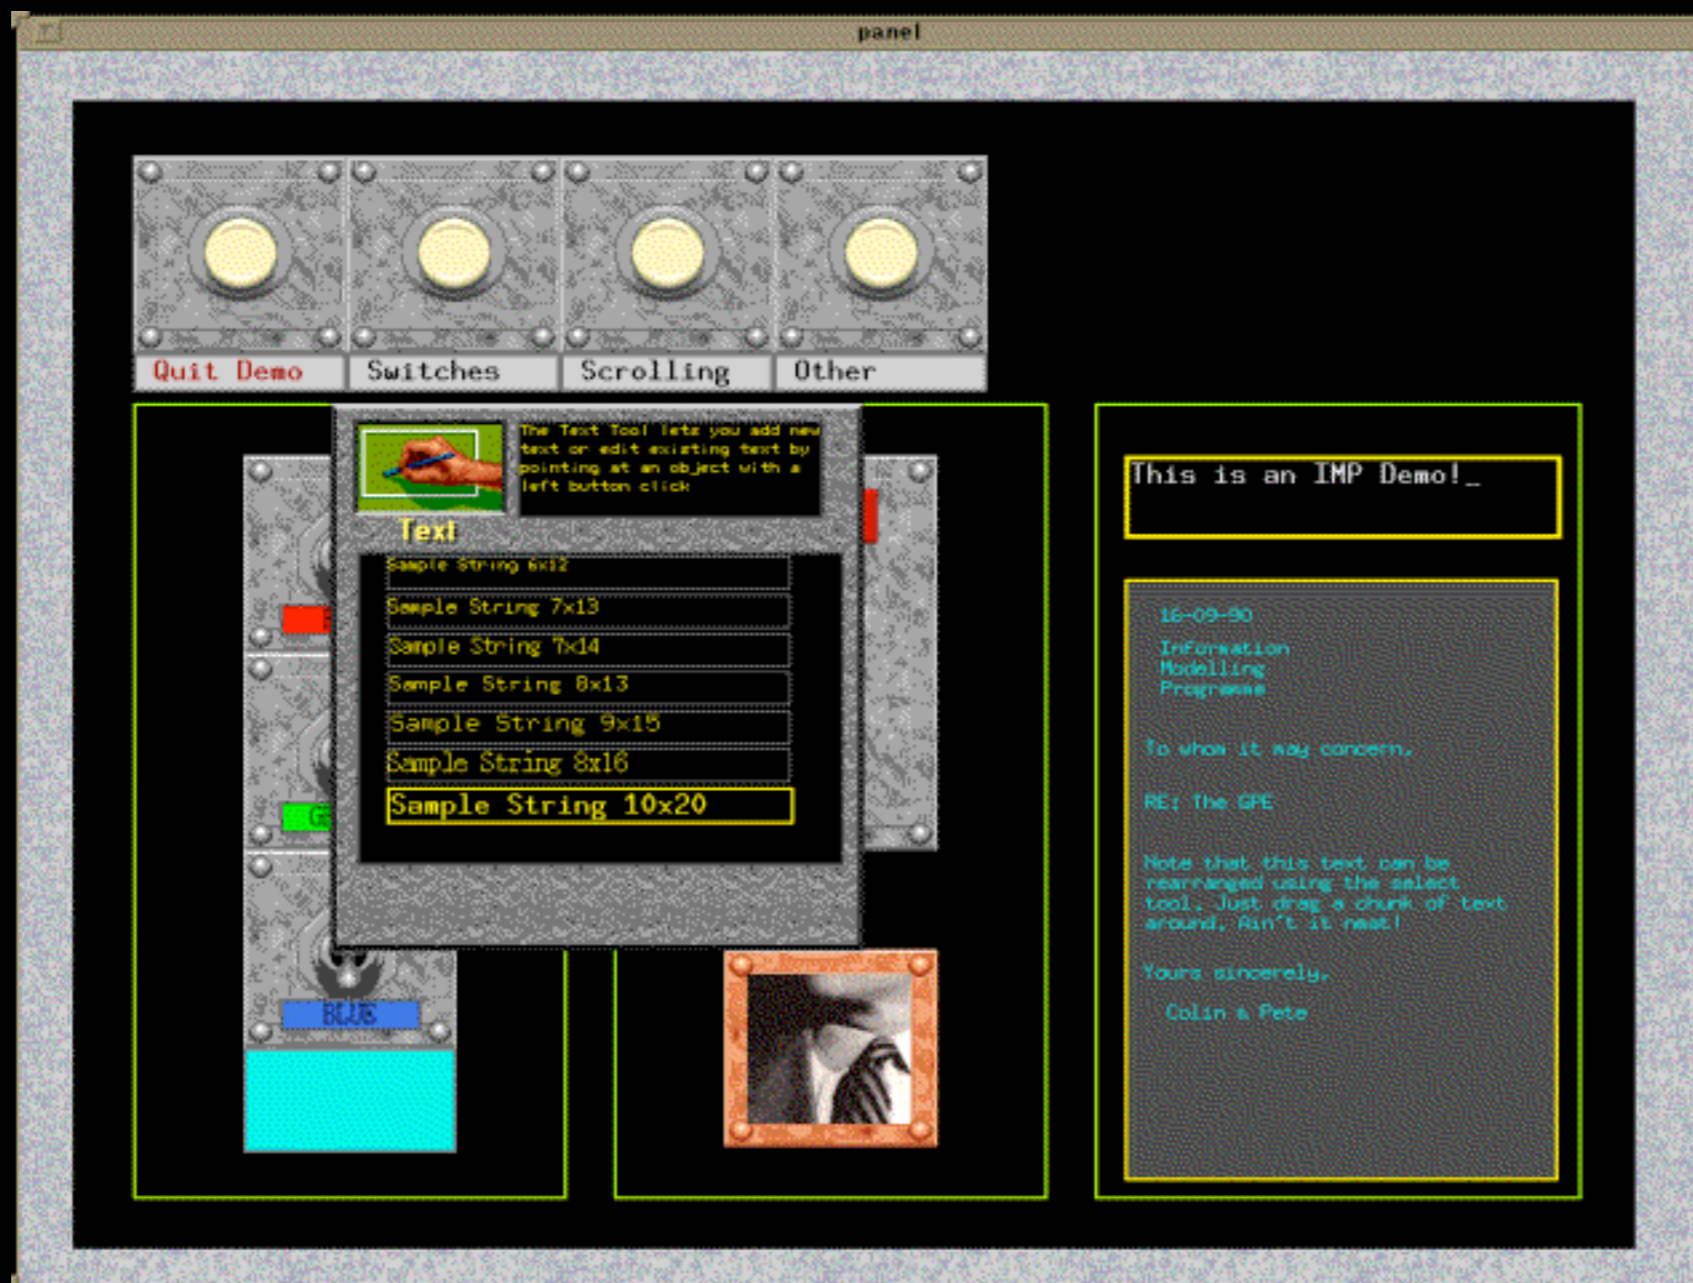 panel
Quit Demo
Switches
Scrolling
Other
The Text Tool lets you add new
text or edit existing text by
pointing at an object with a
left button click
Text
Sample String 6x12
Sample String 7x13
Sample String 7x14
Sample String 8x13
Sample String 9x15
Sample String 8x16
Sample String 10x20
BLUE
This is an IMP Demo!_
16-09-90
Information
Modelling
Programme
To whom it may concern,
RE: The GPE
Note that this text can be
rearranged using the select
tool. Just drag a chunk of text
around. Ain't it neat!
Yours sincerely,
Colin & Pete